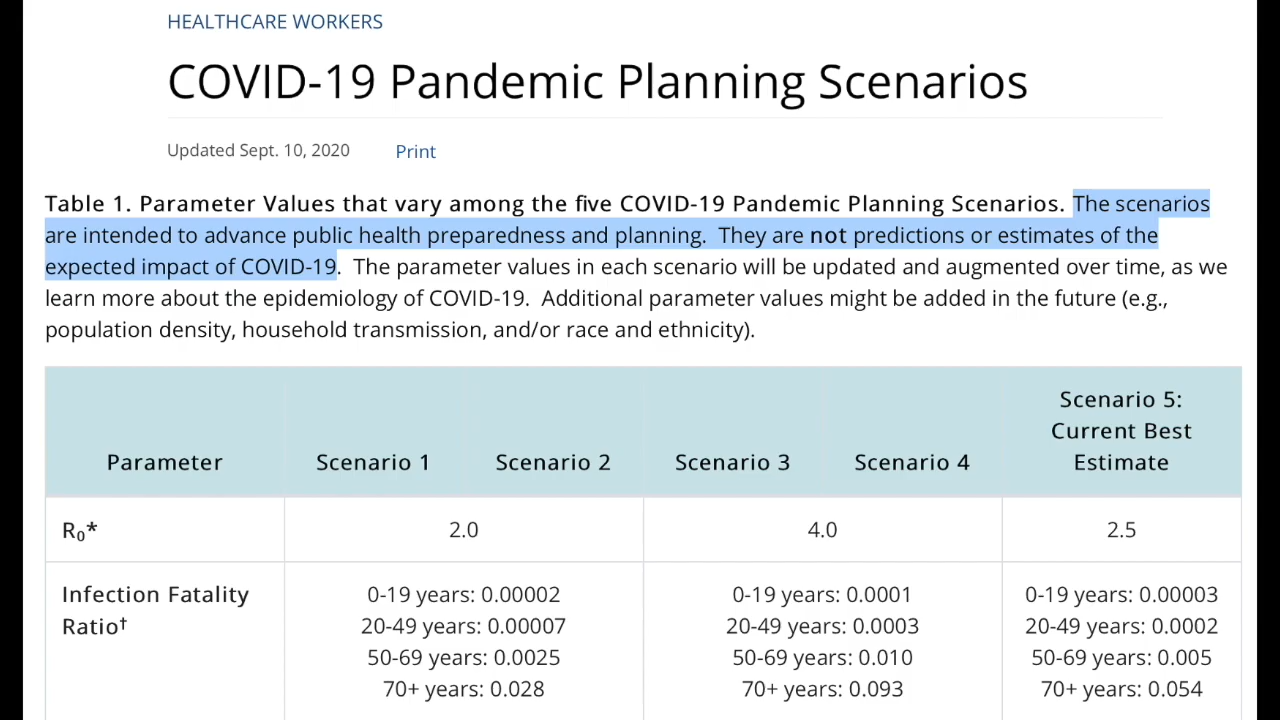 HEALTHCARE WORKERS
COVID-19 Pandemic Planning Scenarios
Updated Sept. 10, 2020 Print
Table 1. Parameter Values that vary among the five COVID-19 Pandemic Planning Scenarios. The scenarios
are intended to advance public health preparedness and planning. They are not predictions or estimates of the
expected impact of COVID-19. The parameter values in each scenario will be updated and augmented over time, as we
learn more about the epidemiology of COVID-19. Additional parameter values might be added in the future (e.g.,
population density, household transmission, and/or race and ethnicity).
Parameter Scenario 1 Scenario 2 Scenario 3 Scenario 4 Scenario 5:
Current Best
Estimate
R₀* 2.0 4.0 2.5
Infection Fatality 0-19 years: 0.00002 0-19 years: 0.0001 0-19 years: 0.00003
Ratio† 20-49 years: 0.00007 20-49 years: 0.0003 20-49 years: 0.0002
50-69 years: 0.0025 50-69 years: 0.010 50-69 years: 0.005
70+ years: 0.028 70+ years: 0.093 70+ years: 0.054